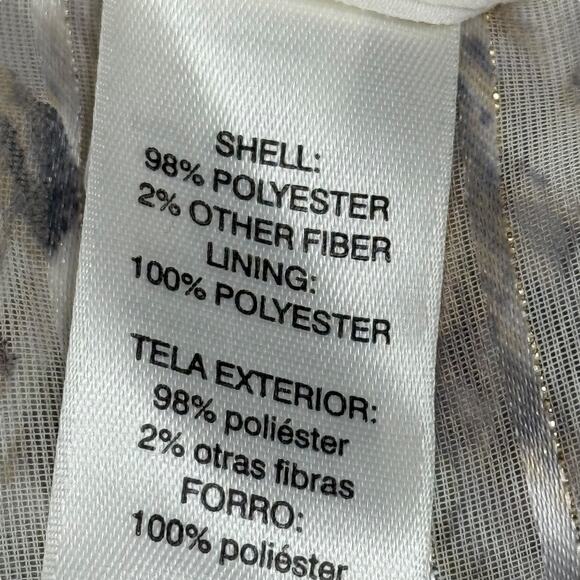 SHELL:
98% POLYESTER
2% OTHER FIBER
LINING:
100% POLYESTER
TELA EXTERIOR:
98% poliéster
2% otras fibras
FORRO:
100% poliéster